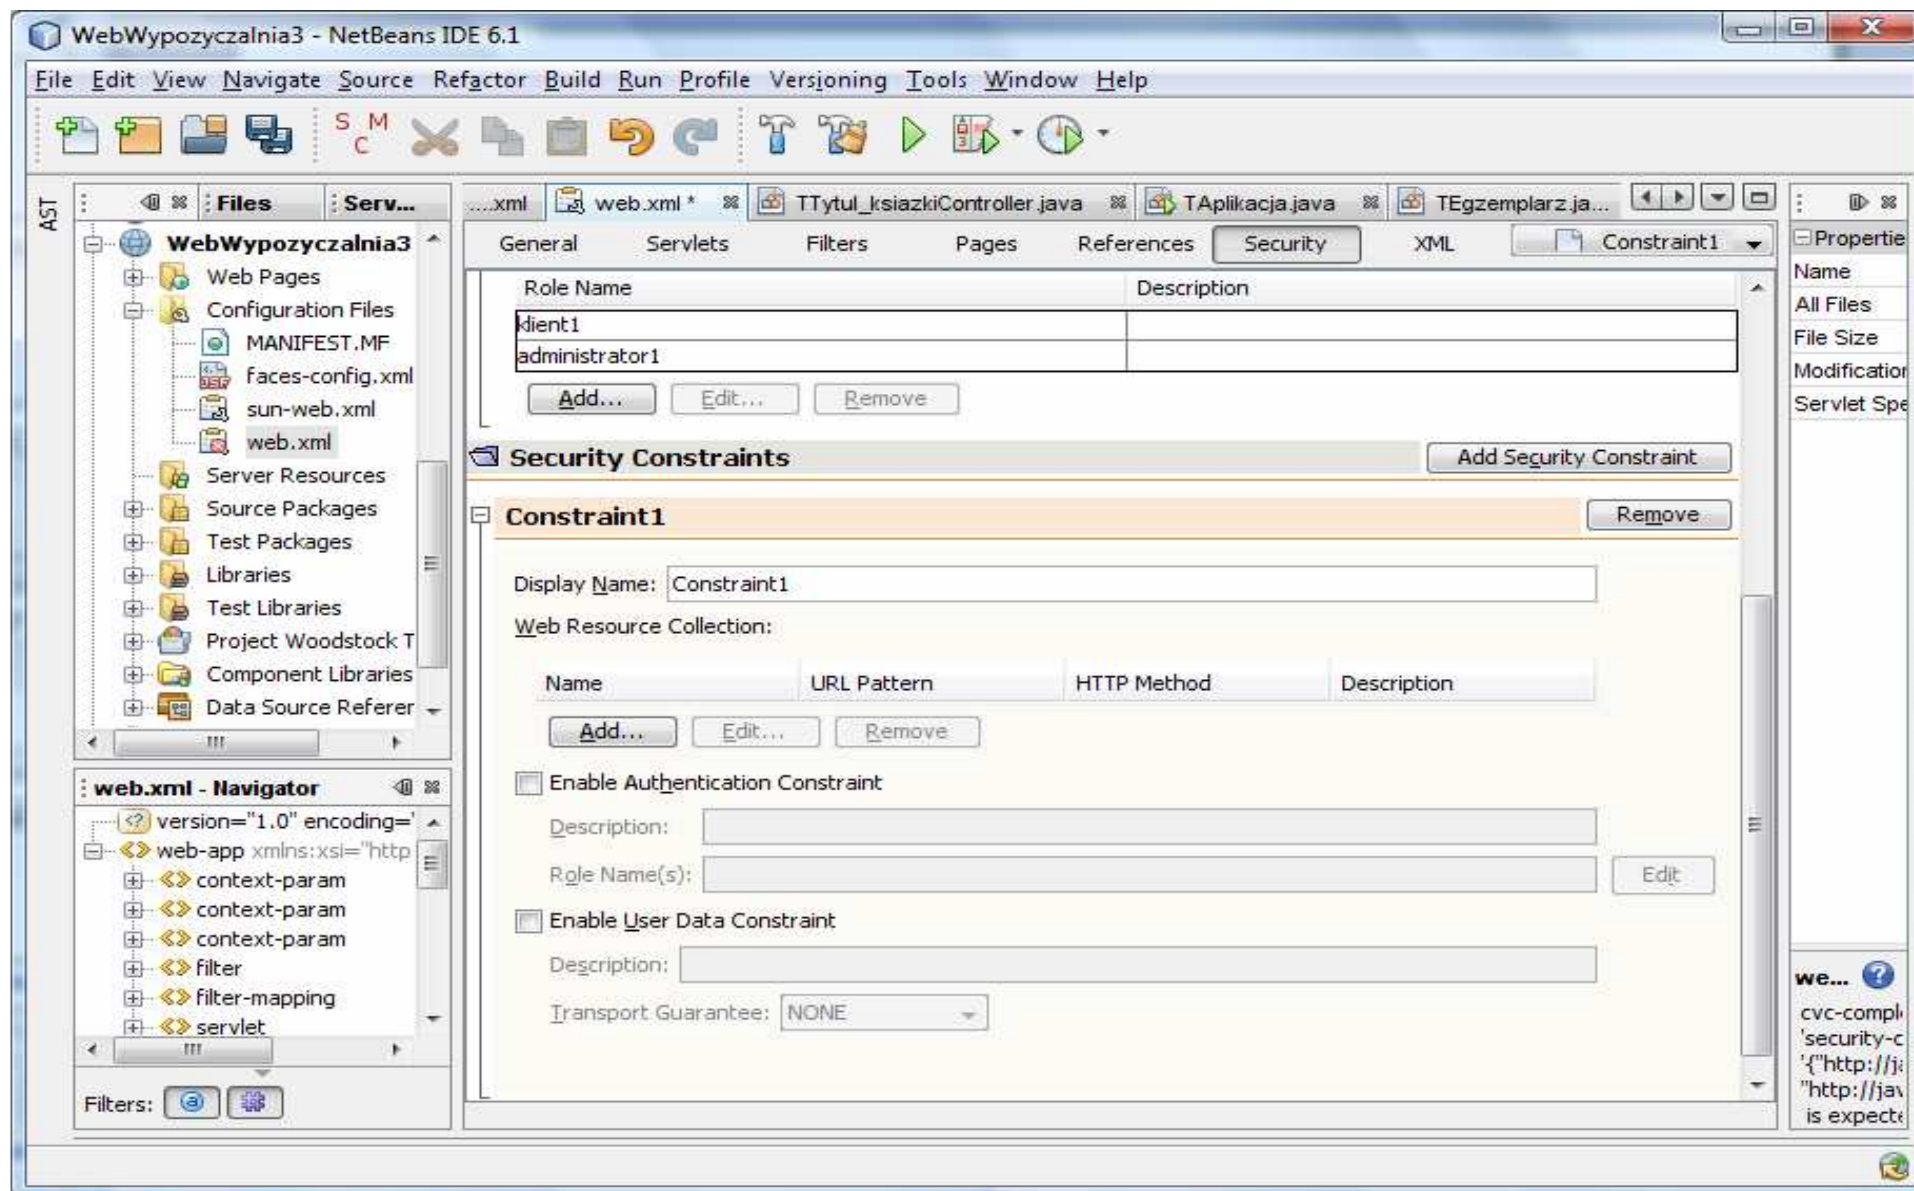 WebWypozyczalnia3 - NetBeans IDE 6.1
File Edit View Navigate Source Refactor Build Run Profile Versioning Tools Window Help
S M C
AST
Files Serv...
WebWypozyczalnia3
Web Pages
Configuration Files
MANIFEST.MF
faces-config.xml
sun-web.xml
web.xml
Server Resources
Source Packages
Test Packages
Libraries
Test Libraries
Project Woodstock T
Component Libraries
Data Source Referer
web.xml - Navigator
version="1.0" encoding='
web-app xmlns:xsi="http
context-param
context-param
context-param
filter
filter-mapping
servlet
Filters:
....xml web.xml * TTytul_ksiazkiController.java TAplikacja.java TEgzemplarz.ja...
General Servlets Filters Pages References Security XML Constraint1
Role Name Description
klient1
administrator1
Add... Edit... Remove
Security Constraints Add Security Constraint
Constraint1 Remove
Display Name: Constraint1
Web Resource Collection:
Name URL Pattern HTTP Method Description
Add... Edit... Remove
Enable Authentication Constraint
Description:
Role Name(s): Edit
Enable User Data Constraint
Description:
Transport Guarantee: NONE
Propertie
Name
All Files
File Size
Modification
Servlet Spe
we...
cvc-compl
'security-c
'{"http://ja
"http://jav
is expecte